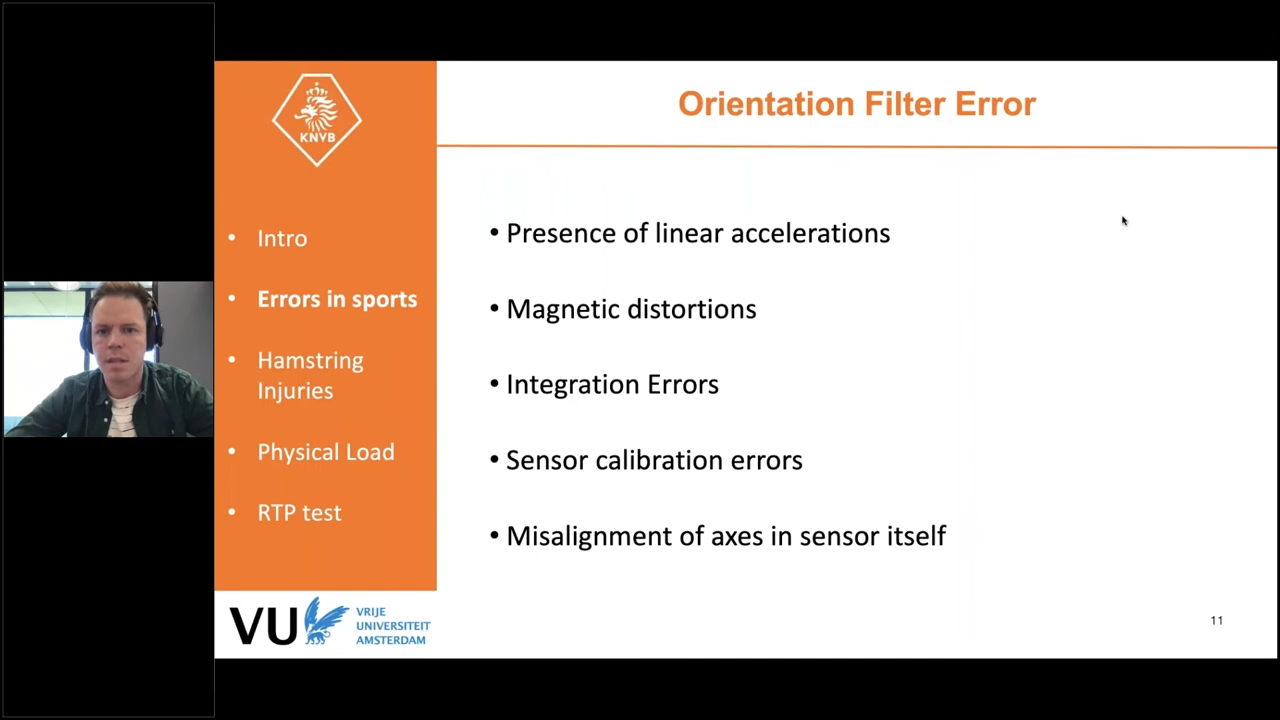 KNVB
Orientation Filter Error
• Intro
• Errors in sports
• Hamstring
Injuries
• Physical Load
• RTP test
• Presence of linear accelerations
• Magnetic distortions
• Integration Errors
• Sensor calibration errors
• Misalignment of axes in sensor itself
VU
VRIJE
UNIVERSITEIT
AMSTERDAM
11